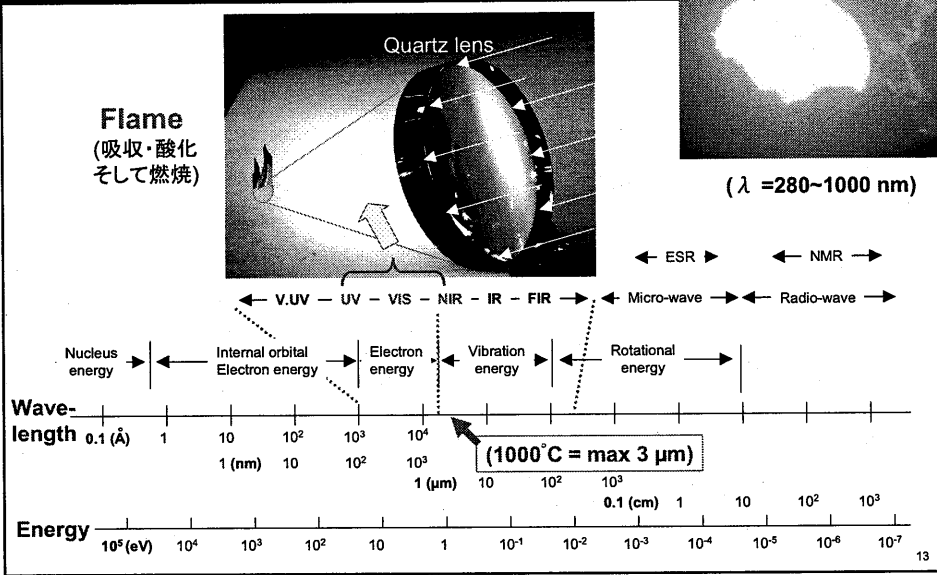 Quartz lens
Flame
(吸収・酸化
そして燃焼)
(λ =280~1000 nm)
ESR
NMR
V.UV – UV – VIS – NIR – IR – FIR
Micro-wave
Radio-wave
Nucleus
energy
Internal orbital
Electron energy
Electron
energy
Vibration
energy
Rotational
energy
Wave-
length
0.1 (Å) 1 10 10² 10³ 10⁴
1 (nm) 10 10² 10³
(1000°C = max 3 μm)
1 (μm) 10 10² 10³
0.1 (cm) 1 10 10² 10³
Energy
10⁵ (eV) 10⁴ 10³ 10² 10 1 10⁻¹ 10⁻² 10⁻³ 10⁻⁴ 10⁻⁵ 10⁻⁶ 10⁻⁷
13